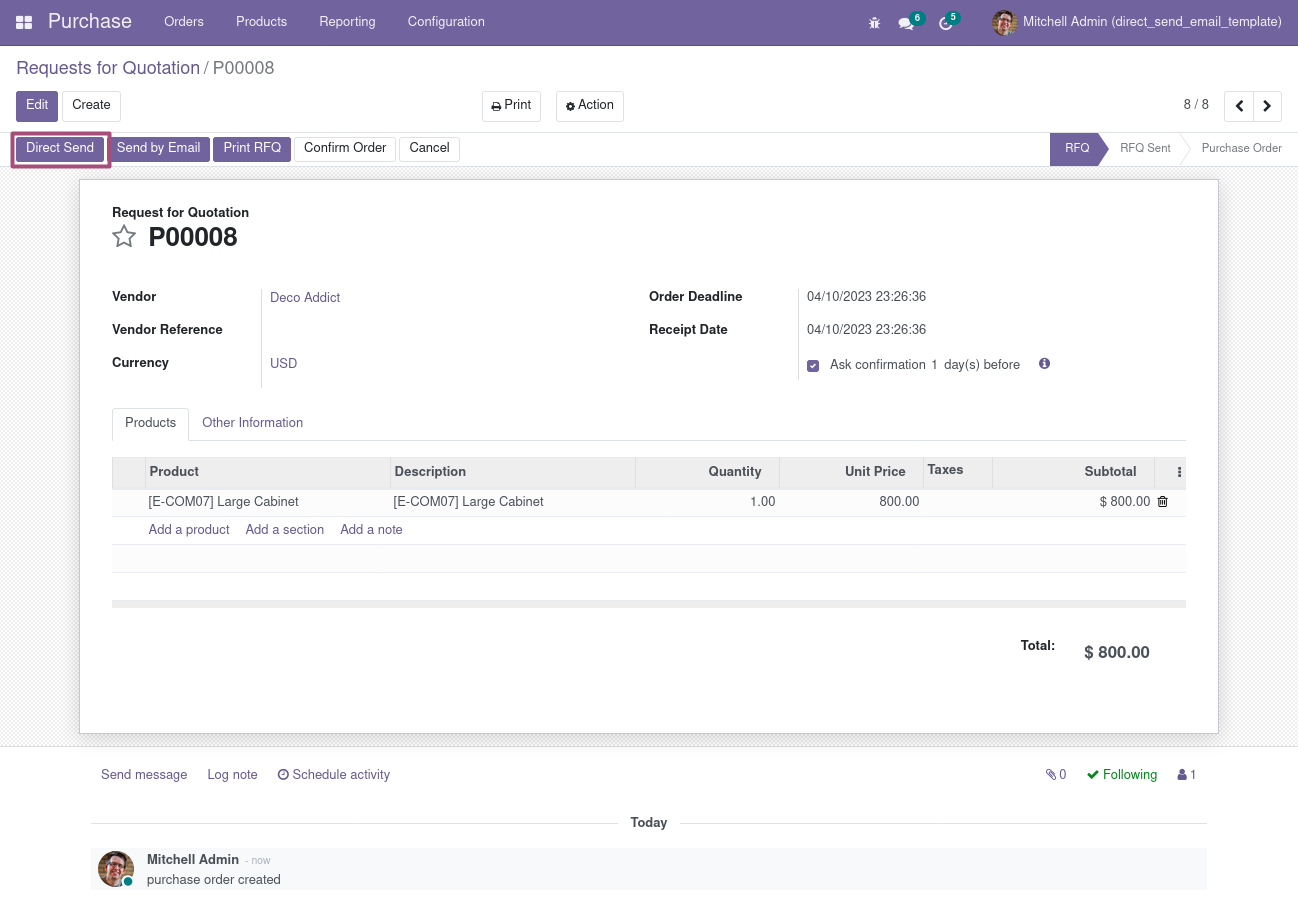 Purchase Orders Products Reporting Configuration 6 5 Mitchell Admin (direct_send_email_template)
Requests for Quotation / P00008
Edit Create Print Action 8 / 8
Direct Send Send by Email Print RFQ Confirm Order Cancel RFQ RFQ Sent Purchase Order
Request for Quotation
P00008
Vendor Deco Addict Order Deadline 04/10/2023 23:26:36
Vendor Reference Receipt Date 04/10/2023 23:26:36
Currency USD Ask confirmation 1 day(s) before
Products Other Information
Product Description Quantity Unit Price Taxes Subtotal
[E-COM07] Large Cabinet [E-COM07] Large Cabinet 1.00 800.00 $ 800.00
Add a product Add a section Add a note
Total: $ 800.00
Send message Log note Schedule activity 0 Following 1
Today
Mitchell Admin - now
purchase order created